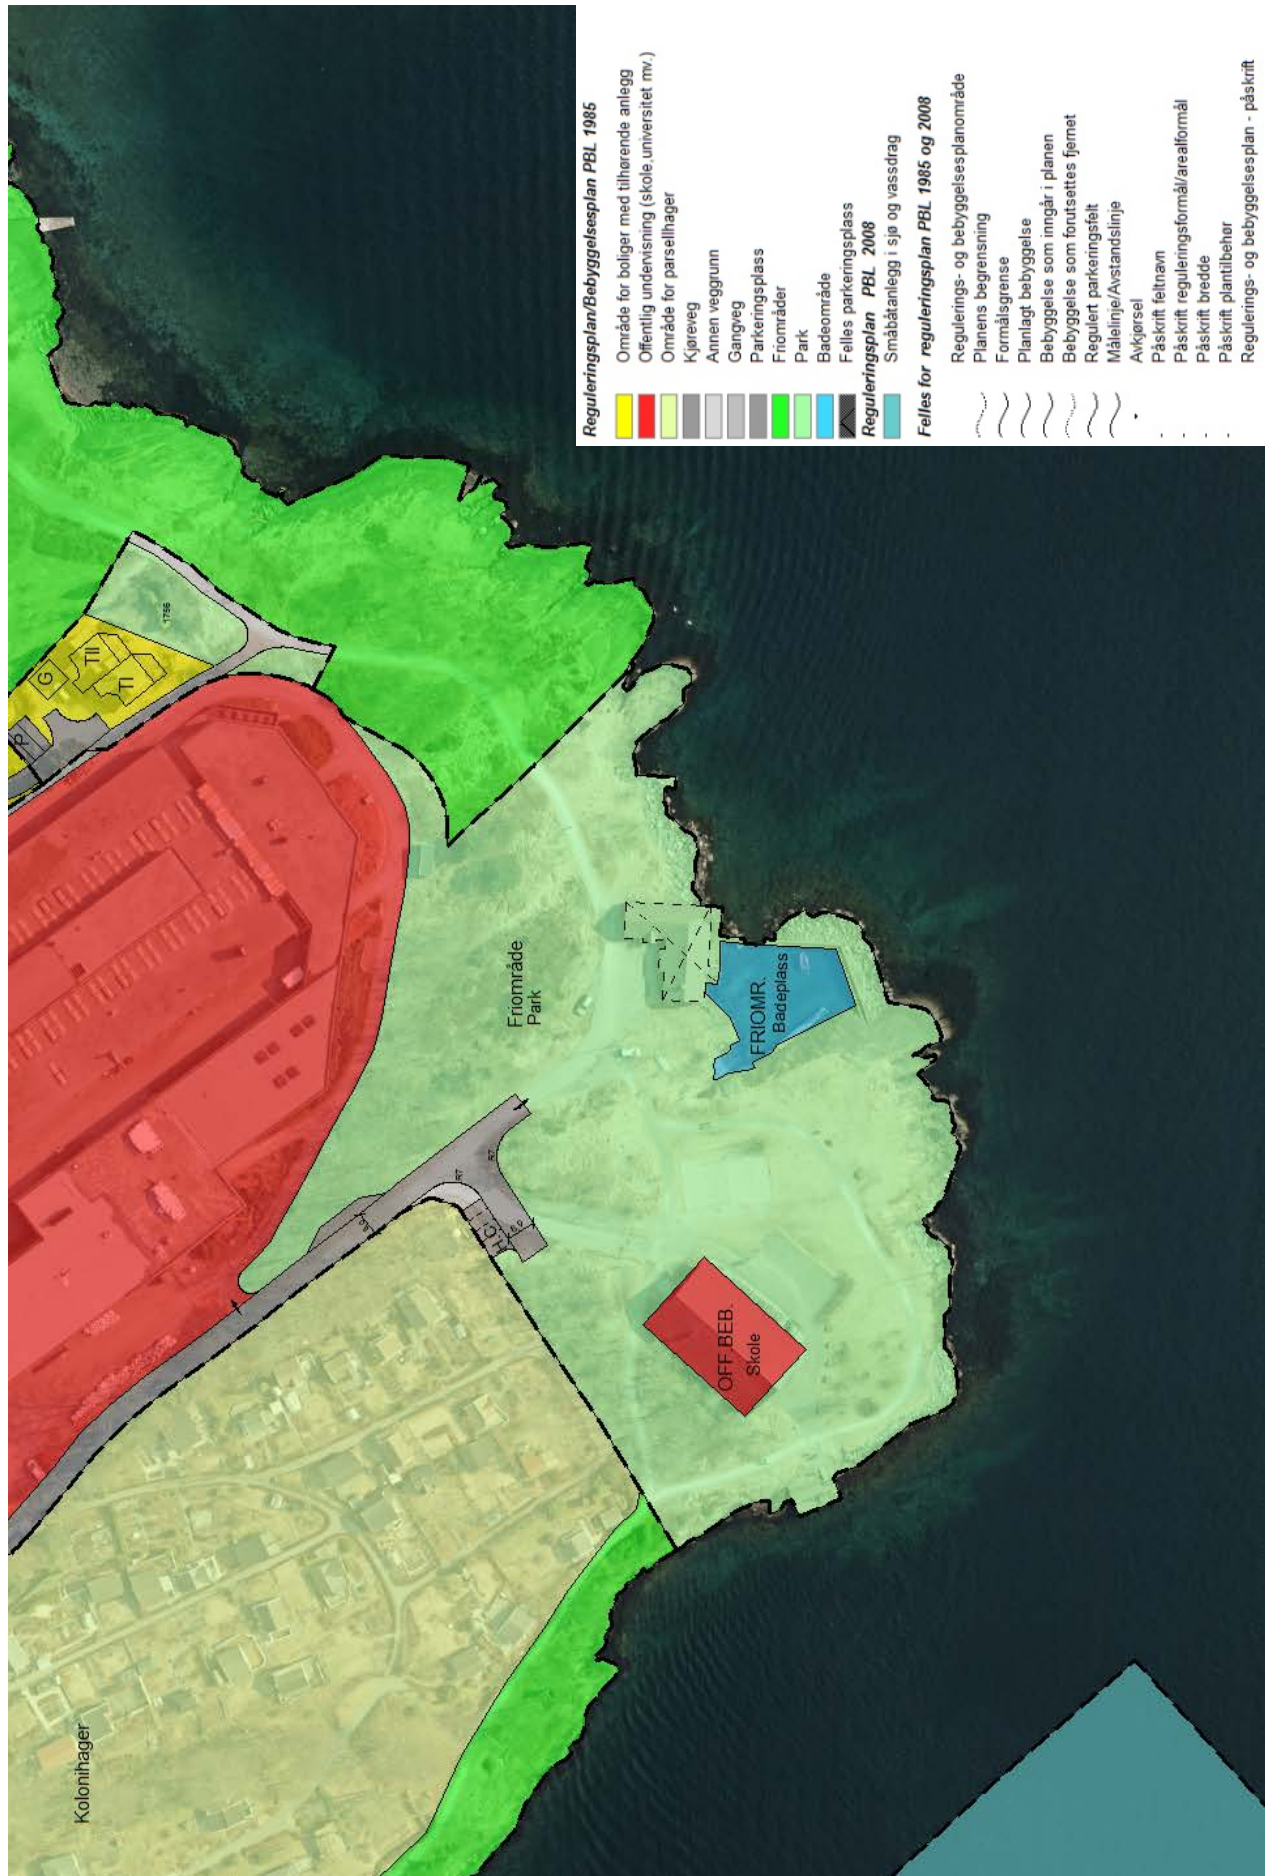 Reguleringsplan/Bebyggelsesplan PBL 1985
Område for boliger med tilhørende anlegg
Offentlig undervisning (skole,universitet mv.)
Område for parsellhager
Kjøreveg
Annen veggrunn
Gangveg
Parkeringsplass
Friområder
Park
Badeområde
Felles parkeringsplass
Reguleringsplan PBL 2008
Småbåtanlegg i sjø og vassdrag
Felles for reguleringsplan PBL 1985 og 2008
Regulerings- og bebyggelsesplanområde
Planens begrensning
Formålsgrense
Planlagt bebyggelse
Bebyggelse som inngår i planen
Bebyggelse som forutsettes fjernet
Regulert parkeringsfelt
Målelinje/Avstandslinje
Avkjørsel
Påskrift feltnavn
Påskrift reguleringsformål/arealformål
Påskrift bredde
Påskrift plantilbehør
Regulerings- og bebyggelsesplan - påskrift
Kolonihager
OFF.BEB.
Skole
H.C.
R7
R7
Friområde
Park
FRIOMR.
Badeplass
P
G
TI
TII
1756